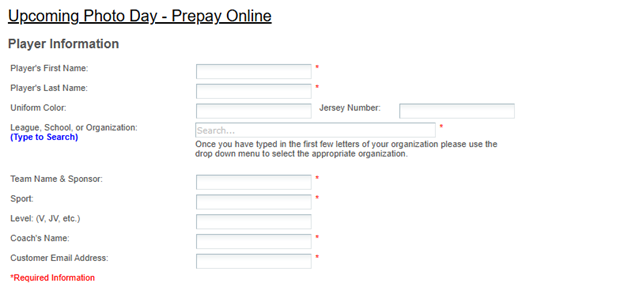 Upcoming Photo Day - Prepay Online
Player Information
Player's First Name: *
Player's Last Name: *
Uniform Color: Jersey Number:
League, School, or Organization: Search... *
(Type to Search)
Once you have typed in the first few letters of your organization please use the
drop down menu to select the appropriate organization.
Team Name & Sponsor: *
Sport: *
Level: (V, JV, etc.)
Coach's Name: *
Customer Email Address: *
*Required Information